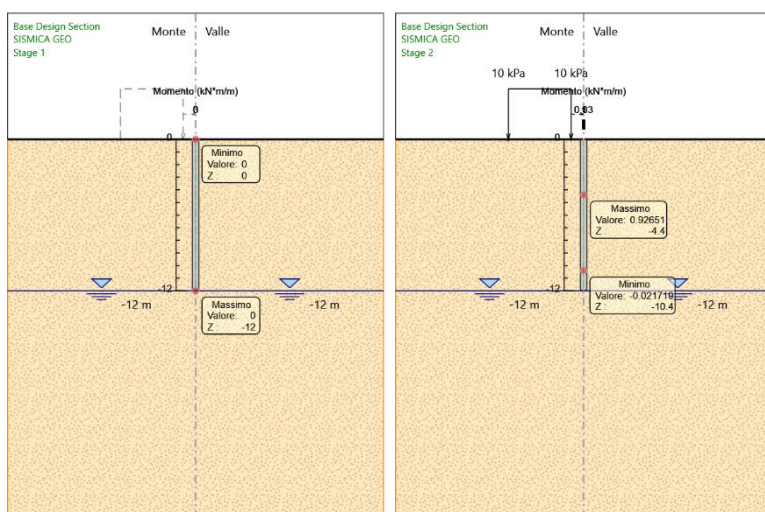 Base Design Section
SISMICA GEO
Stage 1
Monte
Valle
Momento (kN*m/m)
0
0
Minimo
Valore: 0
Z : 0
-12
-12 m
-12 m
Massimo
Valore: 0
Z : -12
Base Design Section
SISMICA GEO
Stage 2
Monte
Valle
10 kPa
10 kPa
Momento (kN*m/m)
0
Massimo
Valore: 0.92651
Z : -4.4
-12
-12 m
-12 m
Minimo
Valore: -0.021719
Z : -10.4